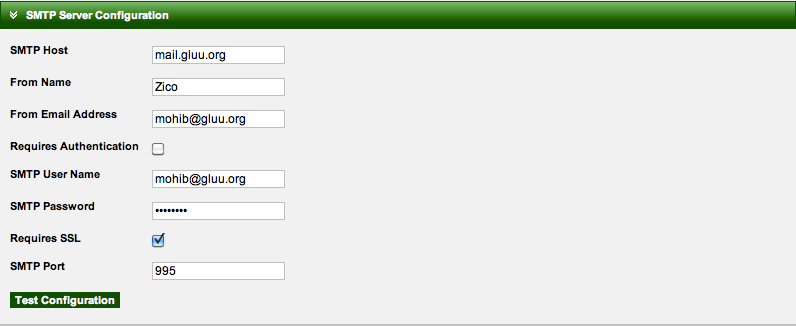 SMTP Server Configuration
SMTP Host mail.gluu.org
From Name Zico
From Email Address mohib@gluu.org
Requires Authentication
SMTP User Name mohib@gluu.org
SMTP Password ••••••••
Requires SSL
SMTP Port 995
Test Configuration